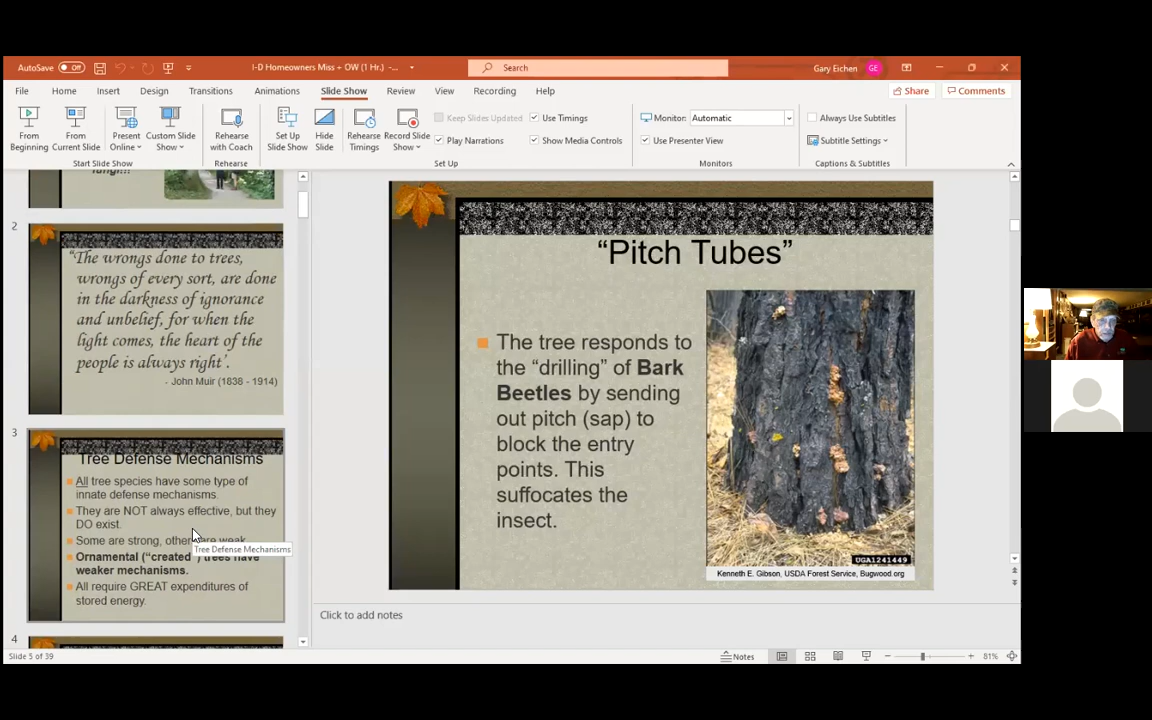 AutoSave Off
I-D Homeowners Miss + OW (1 Hr.) -...
Search
Gary Eichen GE
File Home Insert Design Transitions Animations Slide Show Review View Recording Help
Share Comments
From Beginning
From Current Slide
Present Online
Custom Slide Show
Start Slide Show
Rehearse with Coach
Rehearse
Set Up Slide Show
Hide Slide
Rehearse Timings
Record Slide Show
Keep Slides Updated
Play Narrations
Use Timings
Show Media Controls
Set Up
Monitor: Automatic
Use Presenter View
Monitors
Always Use Subtitles
Subtitle Settings
Captions & Subtitles
fungi!!!
2
“The wrongs done to trees,
wrongs of every sort, are done
in the darkness of ignorance
and unbelief, for when the
light comes, the heart of the
people is always right’.
- John Muir (1838 - 1914)
3
Tree Defense Mechanisms
All tree species have some type of
innate defense mechanisms.
They are NOT always effective, but they
DO exist.
Some are strong, others are weak.
Tree Defense Mechanisms
Ornamental (“created”) trees have
weaker mechanisms.
All require GREAT expenditures of
stored energy.
4
“Pitch Tubes”
The tree responds to
the “drilling” of Bark
Beetles by sending
out pitch (sap) to
block the entry
points. This
suffocates the
insect.
UGA1241449
Kenneth E. Gibson, USDA Forest Service, Bugwood.org
Click to add notes
Slide 5 of 39
Notes
81%